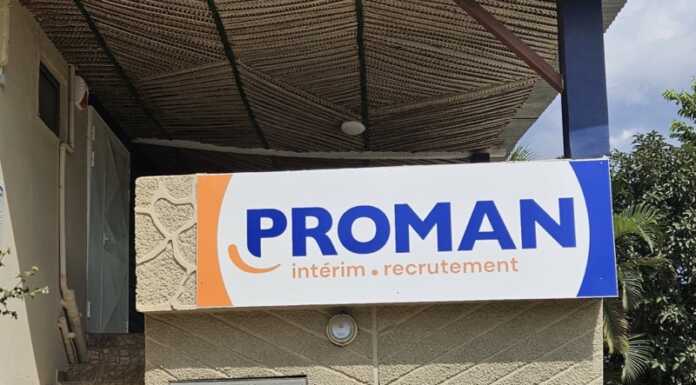 PROMAN
intérim . recrutement